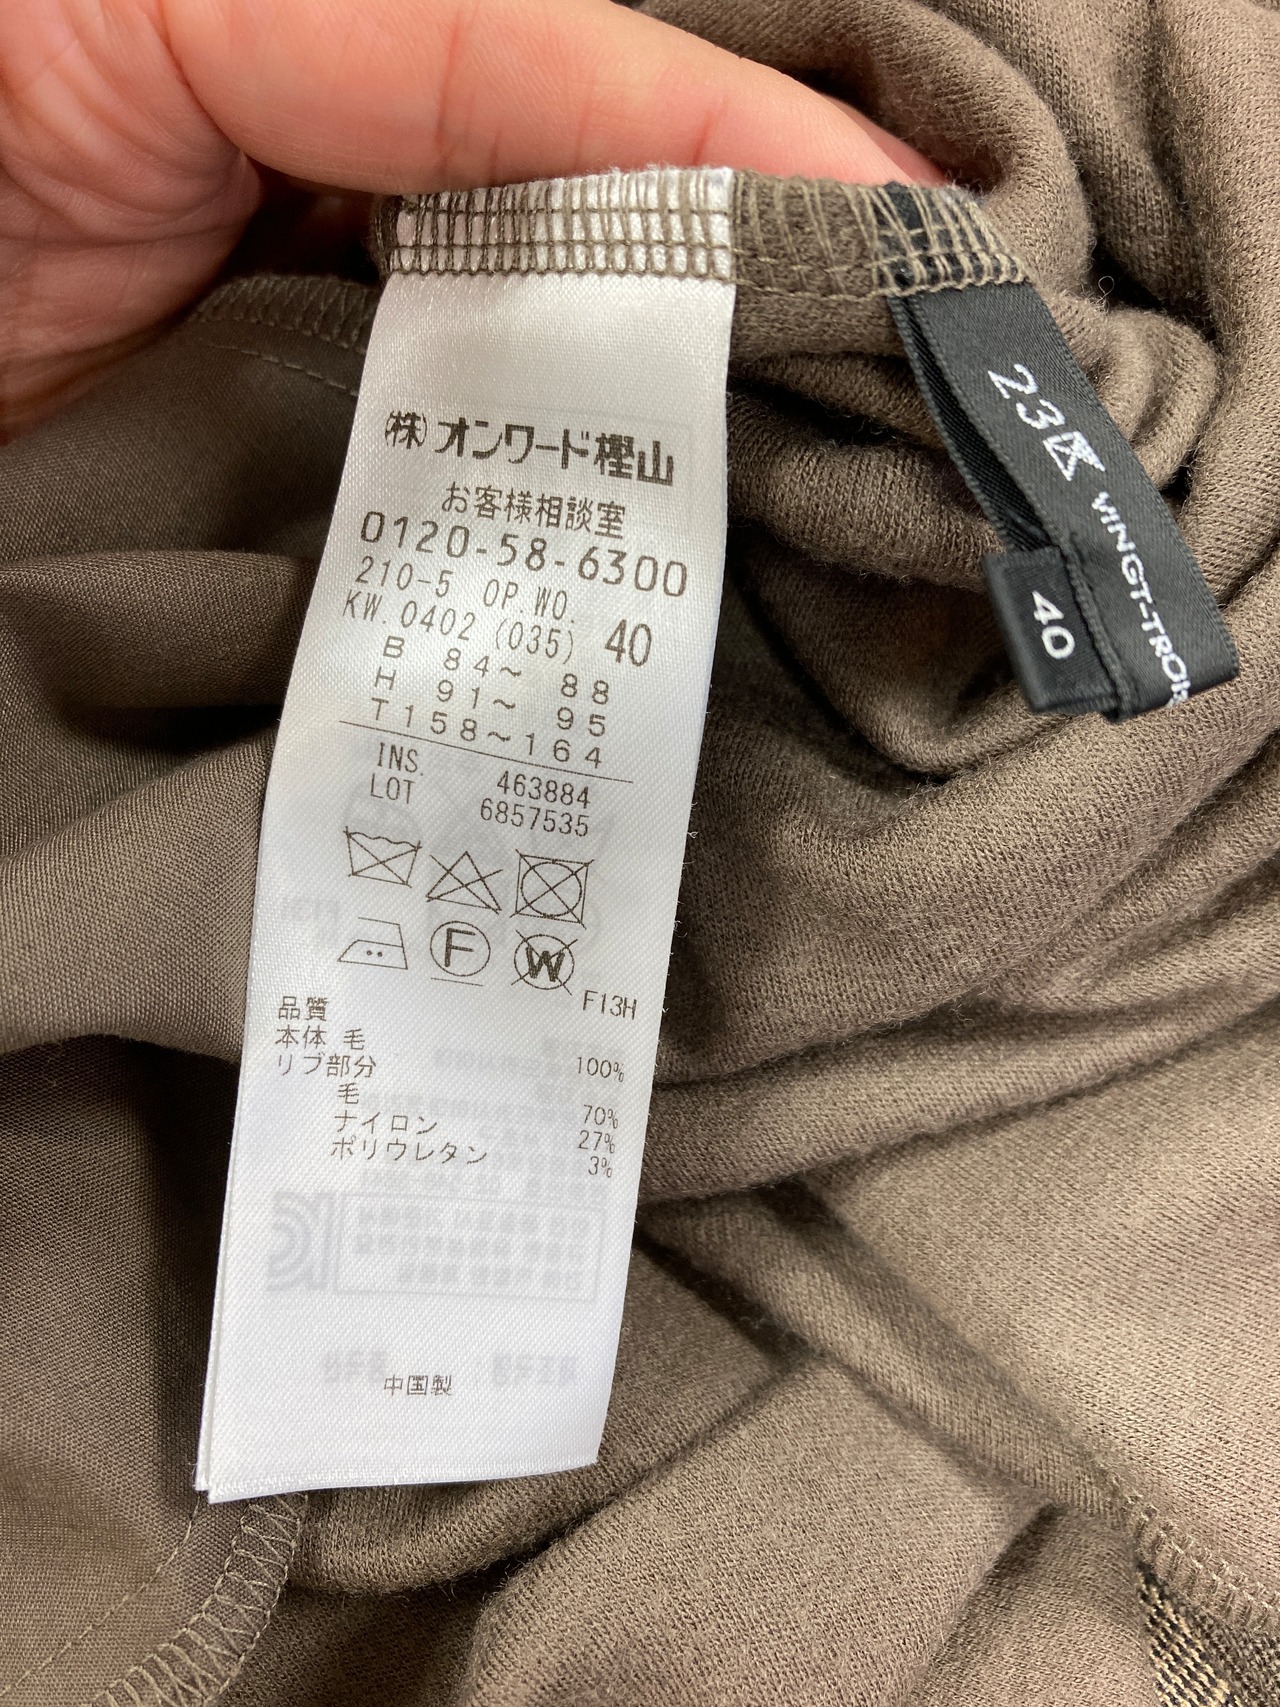 ㈱オンワード樫山
お客様相談室
0120-58-6300
210-5 OP.WO.
KW.0402 (035) 40
B 84~ 88
H 91~ 95
T158~164
INS. 463884
LOT 6857535
F
W
F13H
品質
本体 毛 100%
リブ部分
毛 70%
ナイロン 27%
ポリウレタン 3%
中国製
23区
VINGT-TROIS
40